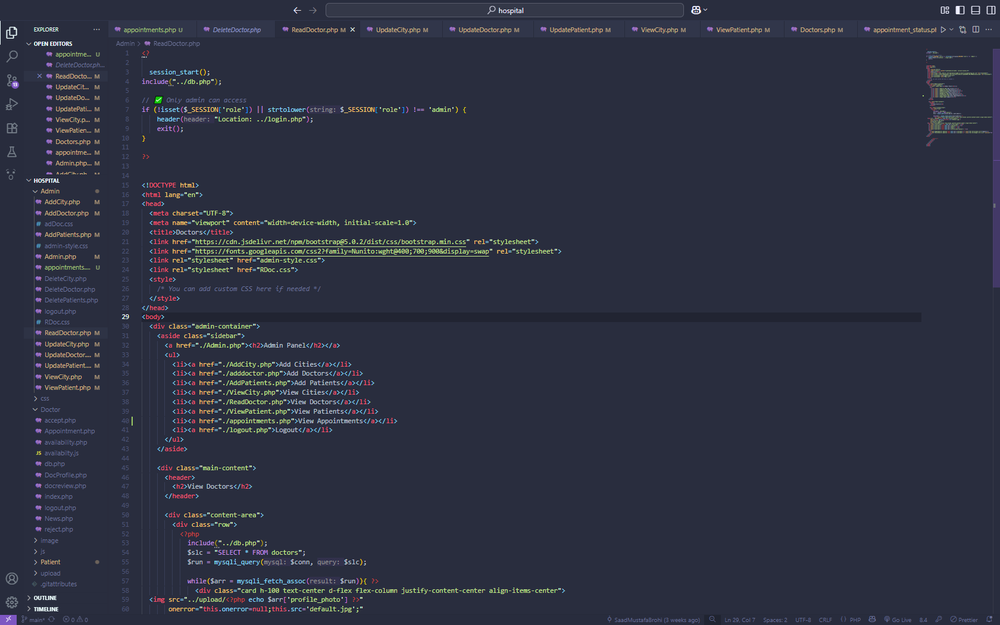 hospital
EXPLORER
OPEN EDITORS
appointme... U
DeleteDoctor.ph...
ReadDocto... M
UpdateCit... M
UpdateDo... M
UpdatePati... M
ViewCity.p... M
ViewPatien... M
Doctors.php M
appointme... M
Admin.php... M
AddCity.ph... M
HOSPITAL
Admin
AddCity.php M
AddDoctor.php M
# adDoc.css
AddPatients.php M
# admin-style.css
Admin.php M
appointments.... U
DeleteCity.php
DeleteDoctor.php
DeletePatients.php
logout.php
# RDoc.css
ReadDoctor.php M
UpdateCity.php M
UpdateDoctor.... M
UpdatePatient.... M
ViewCity.php M
ViewPatient.php M
css
Doctor
accept.php
Appointment.php
availability.php
JS availabilty.js
db.php
DocProfile.php
docreview.php
index.php
logout.php
News.php
reject.php
image
js
Patient
upload
.gitattributes
OUTLINE
TIMELINE
13
appointments.php U
DeleteDoctor.php
ReadDoctor.php M
UpdateCity.php M
UpdateDoctor.php M
UpdatePatient.php M
ViewCity.php M
ViewPatient.php M
Doctors.php M
appointment_status.pl
Admin > ReadDoctor.php
1 <?
2
3 session_start();
4 include("../db.php");
5
6 // ✅ Only admin can access
7 if (!isset($_SESSION['role']) || strtolower(string: $_SESSION['role']) !== 'admin') {
8 header(header: "Location: ../login.php");
9 exit();
10 }
11
12 ?>
13
14
15 <!DOCTYPE html>
16 <html lang="en">
17 <head>
18 <meta charset="UTF-8">
19 <meta name="viewport" content="width=device-width, initial-scale=1.0">
20 <title>Doctors</title>
21 <link href="https://cdn.jsdelivr.net/npm/bootstrap@5.0.2/dist/css/bootstrap.min.css" rel="stylesheet">
22 <link href="https://fonts.googleapis.com/css2?family=Nunito:wght@400;700;900&display=swap" rel="stylesheet">
23 <link rel="stylesheet" href="admin-style.css">
24 <link rel="stylesheet" href="RDoc.css">
25 <style>
26 /* You can add custom CSS here if needed */
27 </style>
28 </head>
29 <body>
30 <div class="admin-container">
31 <aside class="sidebar">
32 <a href="./Admin.php"><h2>Admin Panel</h2></a>
33 <ul>
34 <li><a href="./AddCity.php">Add Cities</a></li>
35 <li><a href="./adddoctor.php">Add Doctors</a></li>
36 <li><a href="./AddPatients.php">Add Patients</a></li>
37 <li><a href="./ViewCity.php">View Cities</a></li>
38 <li><a href="./ReadDoctor.php">View Doctors</a></li>
39 <li><a href="./ViewPatient.php">View Patients</a></li>
40 <li><a href="./appointments.php">View Appointments</a></li>
41 <li><a href="./logout.php">Logout</a></li>
42 </ul>
43 </aside>
44
45 <div class="main-content">
46 <header>
47 <h2>View Doctors</h2>
48 </header>
49
50 <div class="content-area">
51 <div class="row">
52 <?php
53 include("../db.php");
54 $slc = "SELECT * FROM doctors";
55 $run = mysqli_query(mysql: $conn, query: $slc);
56
57 while($arr = mysqli_fetch_assoc(result: $run)){ ?>
58 <div class="card h-100 text-center d-flex flex-column justify-content-center align-items-center">
59 <img src="../upload/<?php echo $arr['profile_photo'] ?>"
60 onerror="this.onerror=null;this.src='default.jpg';"
main* 0 0
SaadMustafaBrohi (3 weeks ago) Ln 29, Col 7 Spaces: 2 UTF-8 CRLF {} PHP Go Live 8.4 Prettier